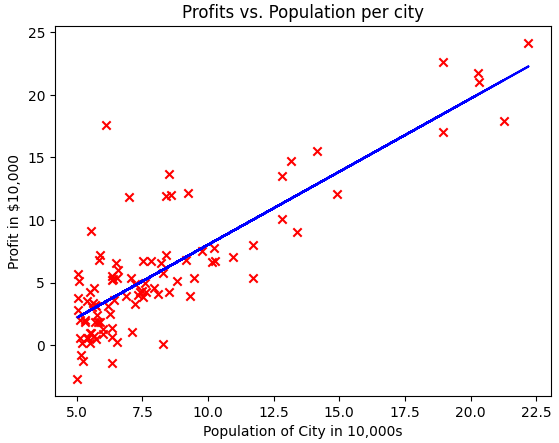 Profits vs. Population per city
25
20
15
10
5
0
Profit in $10,000
5.0 7.5 10.0 12.5 15.0 17.5 20.0 22.5
Population of City in 10,000s